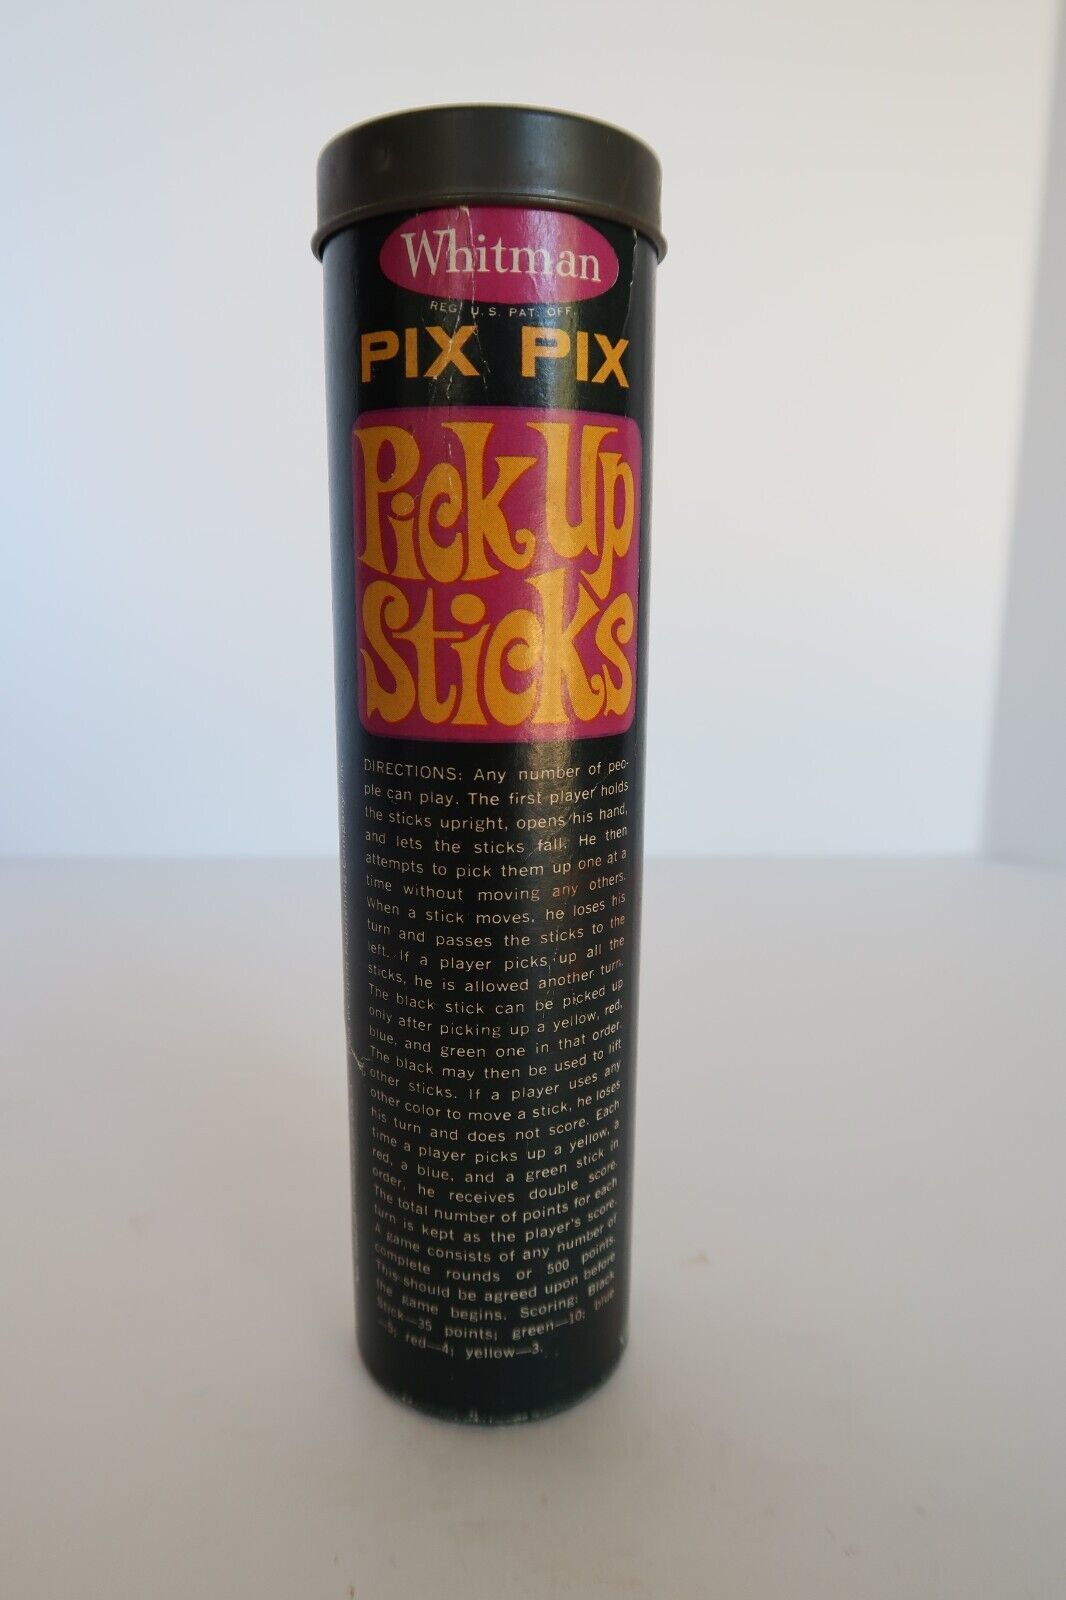 Whitman
REG. U.S. PAT. OFF.
PIX PIX
Pick Up
Sticks
DIRECTIONS: Any number of peo-
ple can play. The first player holds
the sticks upright, opens his hand,
and lets the sticks fall. He then
attempts to pick them up one at a
time without moving any others.
When a stick moves, he loses his
turn and passes the sticks to the
left. If a player picks up all the
sticks, he is allowed another turn.
The black stick can be picked up
only after picking up a yellow, red,
blue, and green one in that order.
The black may then be used to lift
other sticks. If a player uses any
other color to move a stick, he loses
his turn and does not score. Each
time a player picks up a yellow, a
red, a blue, and a green stick in
order, he receives double score.
The total number of points for each
turn is kept as the player's score.
A game consists of any number of
complete rounds or 500 points.
This should be agreed upon before
the game begins. Scoring: Black
Stick—35 points; green—10; blue
—5; red—4; yellow—3.